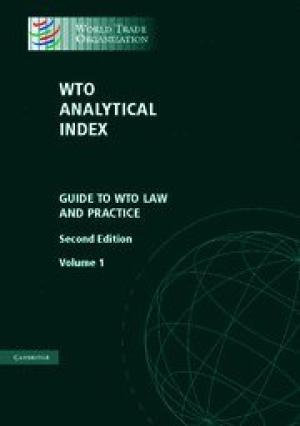 WORLD TRADE
ORGANIZATION
WTO
ANALYTICAL
INDEX
GUIDE TO WTO LAW
AND PRACTICE
Second Edition
Volume 1
CAMBRIDGE